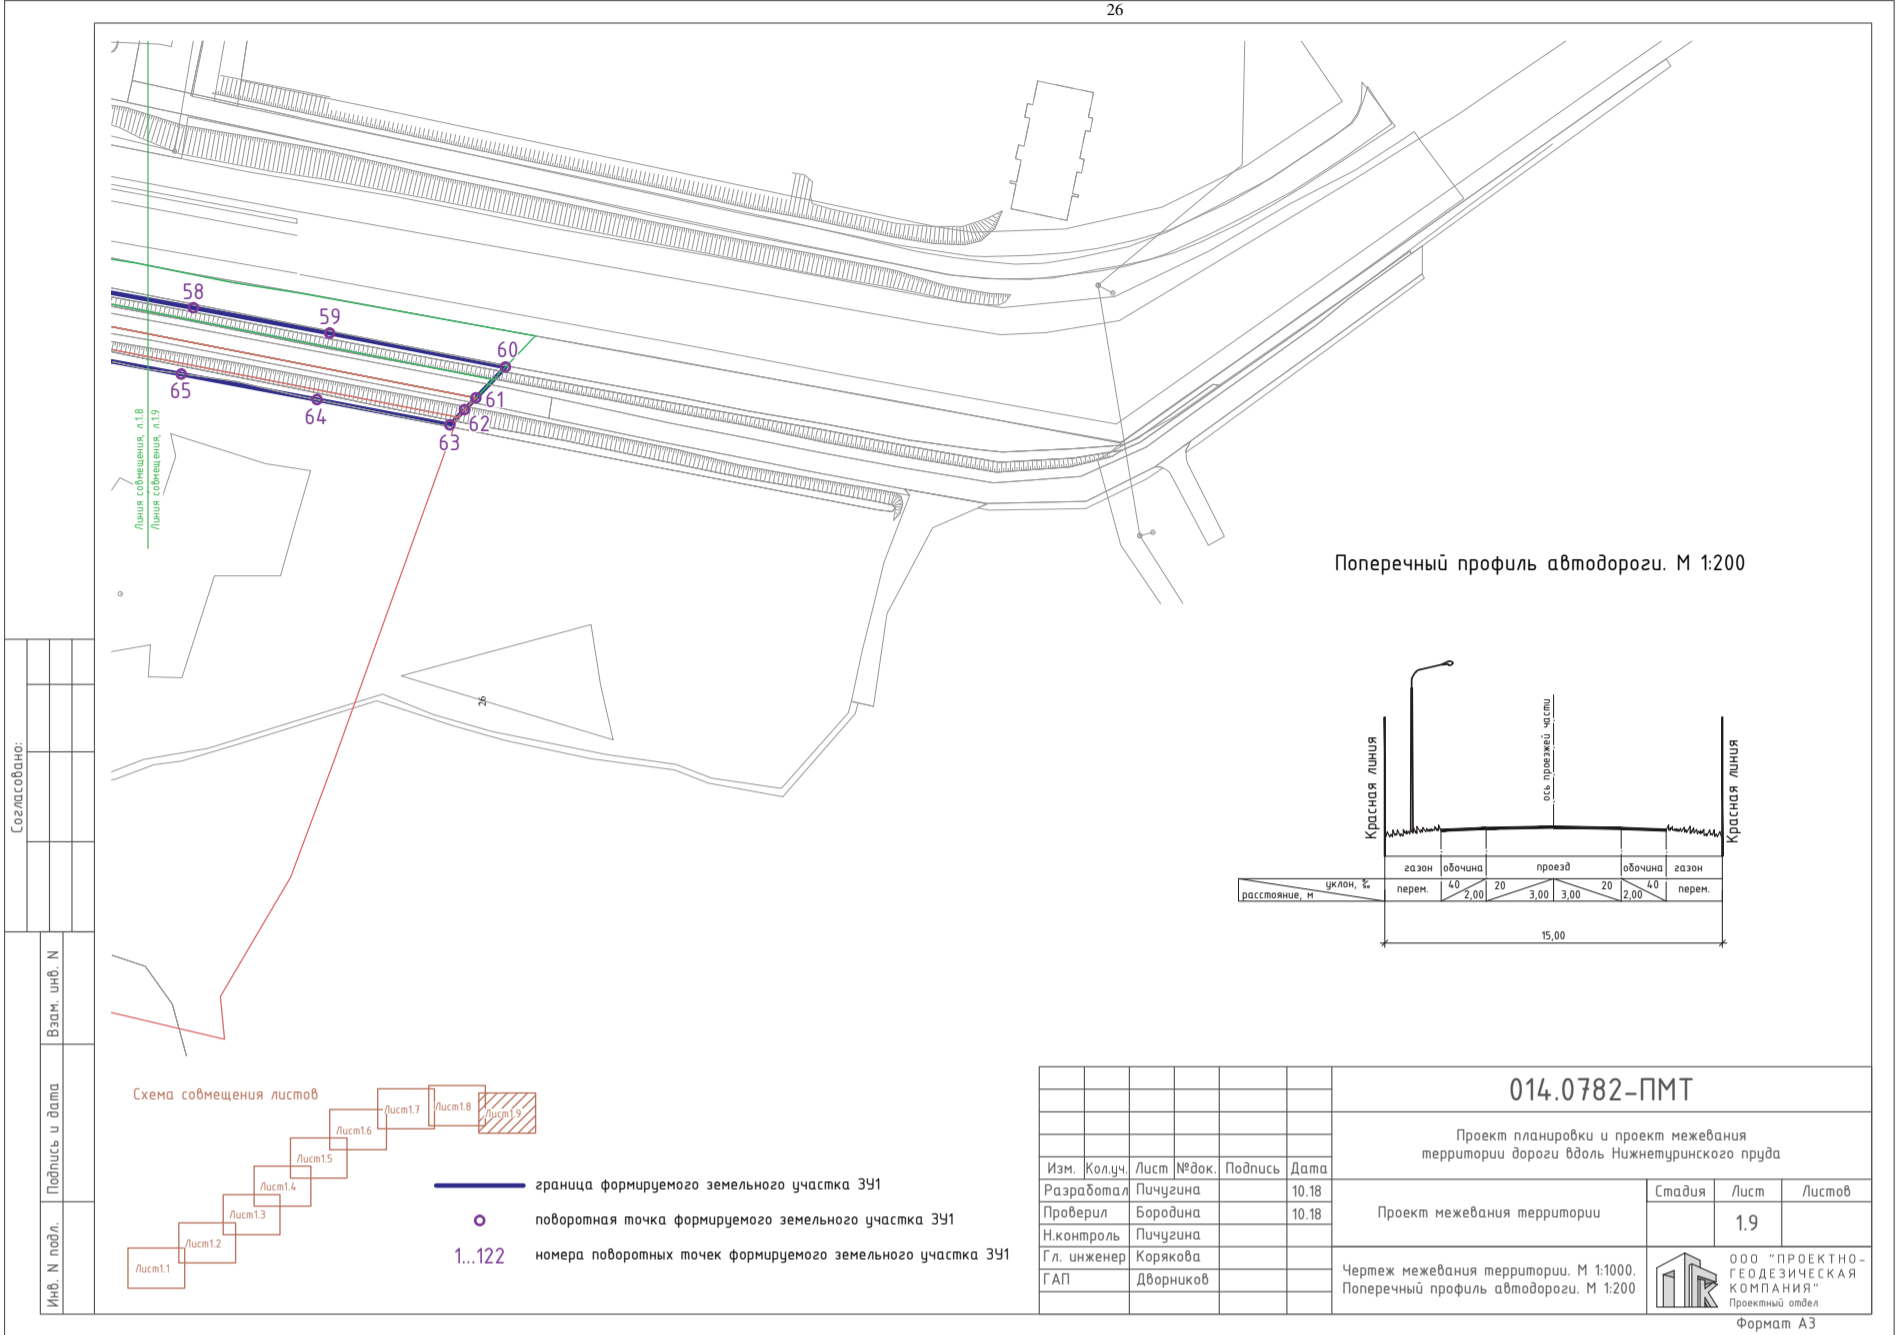 26
58
59
60
61
62
63
64
65
Линия совмещения, л.1.8
Линия совмещения, л.1.9
26
Поперечный профиль автодороги. М 1:200
Красная линия
ось проезжей части
Красная линия
газон обочина проезд обочина газон
уклон, ‰
расстояние, м
перем. 40 2,00 20 3,00 3,00 20 2,00 40 перем.
15,00
Согласовано:
Взам. инв. N
Подпись и дата
Инв. N подл.
Схема совмещения листов
Лист1.1
Лист1.2
Лист1.3
Лист1.4
Лист1.5
Лист1.6
Лист1.7
Лист1.8
Лист1.9
граница формируемого земельного участка ЗУ1
поворотная точка формируемого земельного участка ЗУ1
1...122 номера поворотных точек формируемого земельного участка ЗУ1
014.0782-ПМТ
Проект планировки и проект межевания
территории дороги вдоль Нижнетуринского пруда
Изм. Кол.уч. Лист №док. Подпись Дата
Разработал Пичугина 10.18
Проверил Бородина 10.18
Н.контроль Пичугина
Гл. инженер Корякова
ГАП Дворников
Проект межевания территории
Стадия Лист Листов
1.9
Чертеж межевания территории. М 1:1000.
Поперечный профиль автодороги. М 1:200
ООО "ПРОЕКТНО-
ГЕОДЕЗИЧЕСКАЯ
КОМПАНИЯ"
Проектный отдел
Формат А3